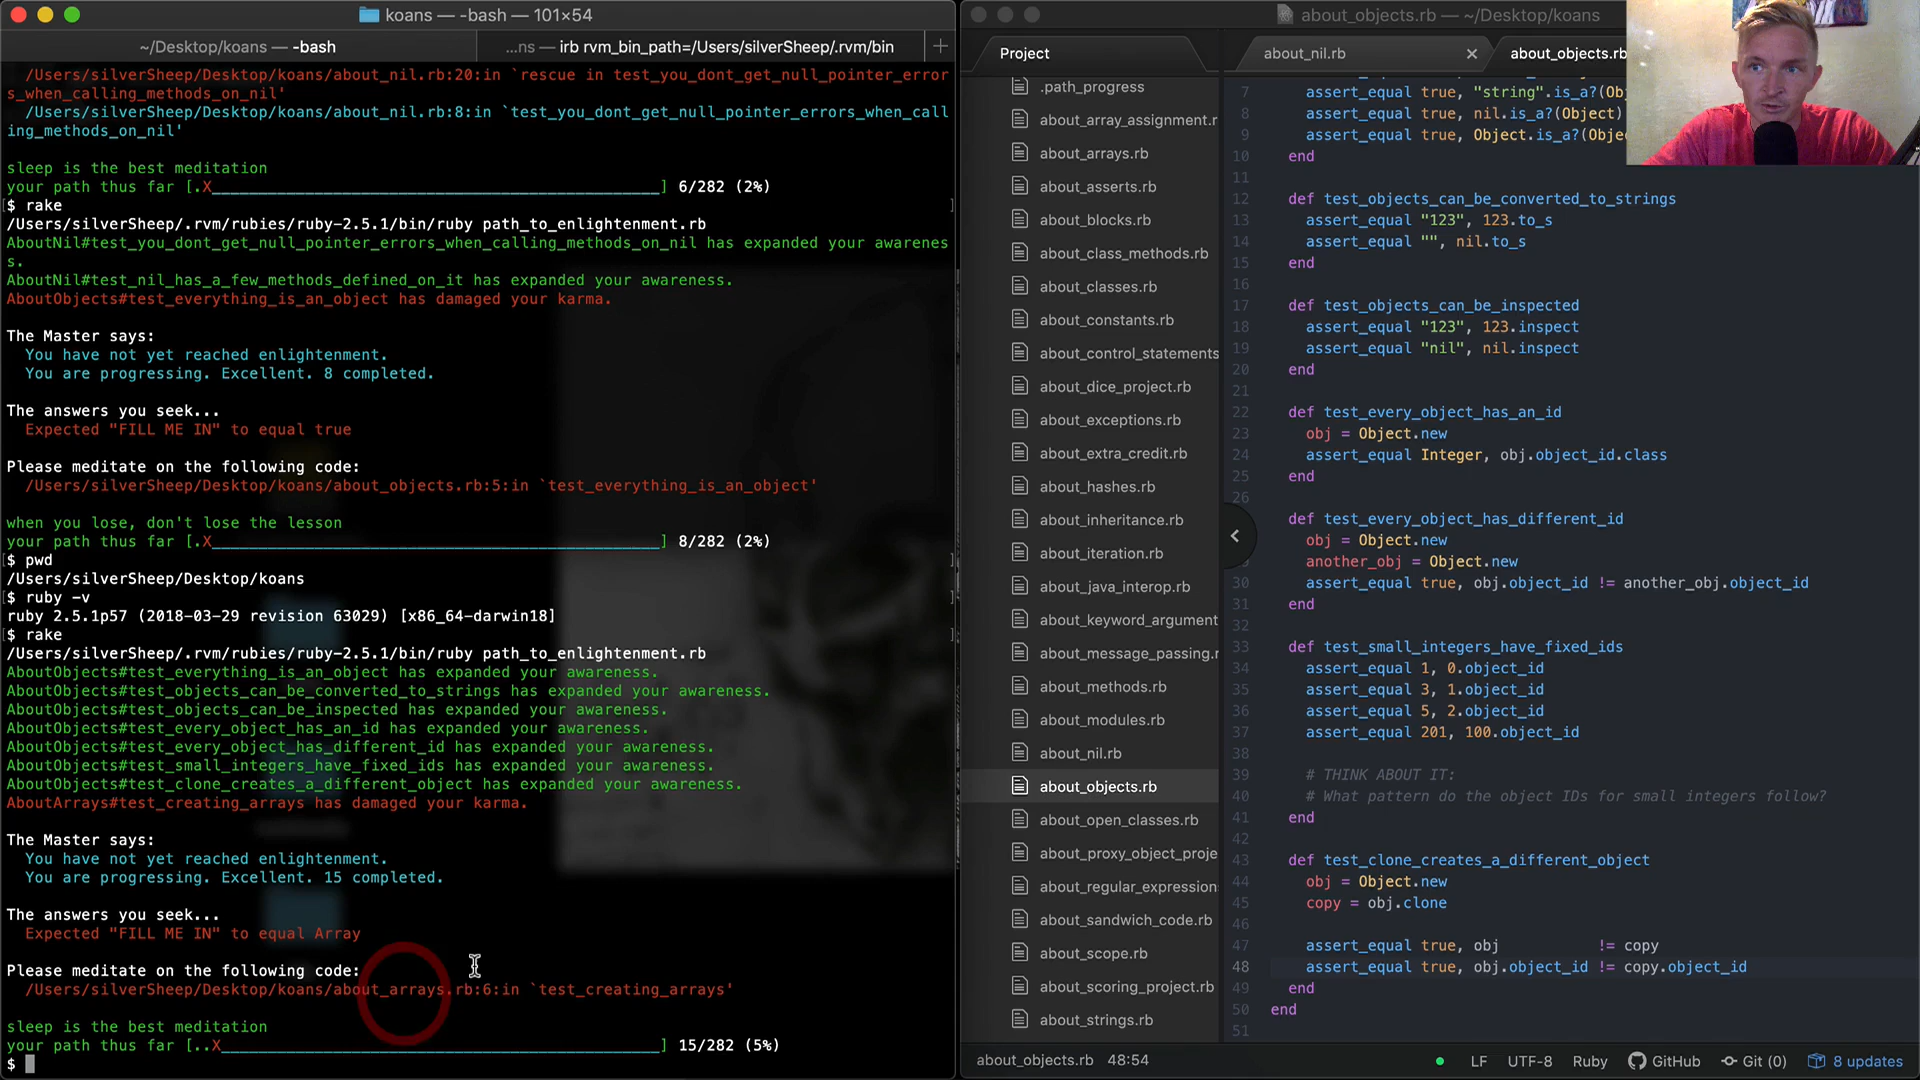 koans — -bash — 101×54
~/Desktop/koans — -bash
...ns — irb rvm_bin_path=/Users/silverSheep/.rvm/bin
/Users/silverSheep/Desktop/koans/about_nil.rb:20:in `rescue in test_you_dont_get_null_pointer_error
s_when_calling_methods_on_nil'
/Users/silverSheep/Desktop/koans/about_nil.rb:8:in `test_you_dont_get_null_pointer_errors_when_call
ing_methods_on_nil'
sleep is the best meditation
your path thus far [.X_________________________________________________] 6/282 (2%)
[$ rake ]
/Users/silverSheep/.rvm/rubies/ruby-2.5.1/bin/ruby path_to_enlightenment.rb
AboutNil#test_you_dont_get_null_pointer_errors_when_calling_methods_on_nil has expanded your awarenes
s.
AboutNil#test_nil_has_a_few_methods_defined_on_it has expanded your awareness.
AboutObjects#test_everything_is_an_object has damaged your karma.
The Master says:
You have not yet reached enlightenment.
You are progressing. Excellent. 8 completed.
The answers you seek...
Expected "FILL ME IN" to equal true
Please meditate on the following code:
/Users/silverSheep/Desktop/koans/about_objects.rb:5:in `test_everything_is_an_object'
when you lose, don't lose the lesson
your path thus far [.X_________________________________________________] 8/282 (2%)
[$ pwd ]
/Users/silverSheep/Desktop/koans
[$ ruby -v ]
ruby 2.5.1p57 (2018-03-29 revision 63029) [x86_64-darwin18]
[$ rake ]
/Users/silverSheep/.rvm/rubies/ruby-2.5.1/bin/ruby path_to_enlightenment.rb
AboutObjects#test_everything_is_an_object has expanded your awareness.
AboutObjects#test_objects_can_be_converted_to_strings has expanded your awareness.
AboutObjects#test_objects_can_be_inspected has expanded your awareness.
AboutObjects#test_every_object_has_an_id has expanded your awareness.
AboutObjects#test_every_object_has_different_id has expanded your awareness.
AboutObjects#test_small_integers_have_fixed_ids has expanded your awareness.
AboutObjects#test_clone_creates_a_different_object has expanded your awareness.
AboutArrays#test_creating_arrays has damaged your karma.
The Master says:
You have not yet reached enlightenment.
You are progressing. Excellent. 15 completed.
The answers you seek...
Expected "FILL ME IN" to equal Array
Please meditate on the following code:
/Users/silverSheep/Desktop/koans/about_arrays.rb:6:in `test_creating_arrays'
sleep is the best meditation
your path thus far [..X________________________________________________] 15/282 (5%)
$
about_objects.rb — ~/Desktop/koans
Project
.path_progress
about_array_assignment.r
about_arrays.rb
about_asserts.rb
about_blocks.rb
about_class_methods.rb
about_classes.rb
about_constants.rb
about_control_statements
about_dice_project.rb
about_exceptions.rb
about_extra_credit.rb
about_hashes.rb
about_inheritance.rb
about_iteration.rb
about_java_interop.rb
about_keyword_argument
about_message_passing.r
about_methods.rb
about_modules.rb
about_nil.rb
about_objects.rb
about_open_classes.rb
about_proxy_object_proje
about_regular_expression
about_sandwich_code.rb
about_scope.rb
about_scoring_project.rb
about_strings.rb
about_nil.rb
about_objects.rb
7 assert_equal true, "string".is_a?(Obj
8 assert_equal true, nil.is_a?(Object)
9 assert_equal true, Object.is_a?(Obje
10 end
11
12 def test_objects_can_be_converted_to_strings
13 assert_equal "123", 123.to_s
14 assert_equal "", nil.to_s
15 end
16
17 def test_objects_can_be_inspected
18 assert_equal "123", 123.inspect
19 assert_equal "nil", nil.inspect
20 end
21
22 def test_every_object_has_an_id
23 obj = Object.new
24 assert_equal Integer, obj.object_id.class
25 end
26
27 def test_every_object_has_different_id
28 obj = Object.new
another_obj = Object.new
30 assert_equal true, obj.object_id != another_obj.object_id
31 end
32
33 def test_small_integers_have_fixed_ids
34 assert_equal 1, 0.object_id
35 assert_equal 3, 1.object_id
36 assert_equal 5, 2.object_id
37 assert_equal 201, 100.object_id
38
39 # THINK ABOUT IT:
40 # What pattern do the object IDs for small integers follow?
41 end
42
43 def test_clone_creates_a_different_object
44 obj = Object.new
45 copy = obj.clone
46
47 assert_equal true, obj != copy
48 assert_equal true, obj.object_id != copy.object_id
49 end
50 end
51
about_objects.rb 48:54
LF UTF-8 Ruby GitHub Git (0) 8 updates